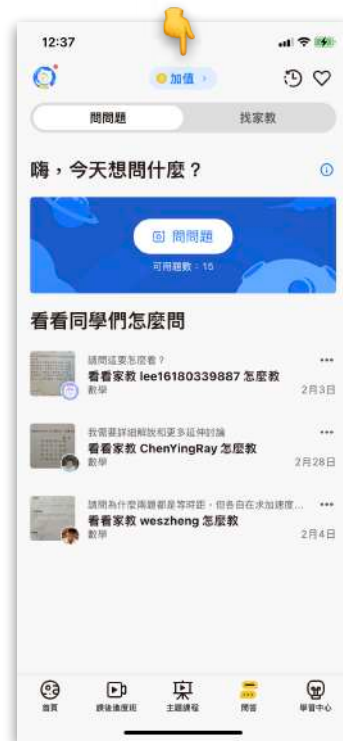 12:37
加值
問問題
找家教
嗨，今天想問什麼？
問問題
可用題數：15
看看同學們怎麼問
請問這要怎麼看？
看看家教 lee16180339887 怎麼教
數學
2月3日
我需要詳細解說和更多延伸討論
看看家教 ChenYingRay 怎麼教
數學
2月28日
請問為什麼兩題都是等時距，但各自在求加速度...
看看家教 weszheng 怎麼教
數學
2月4日
首頁
課後進度班
主題課程
問答
學習中心